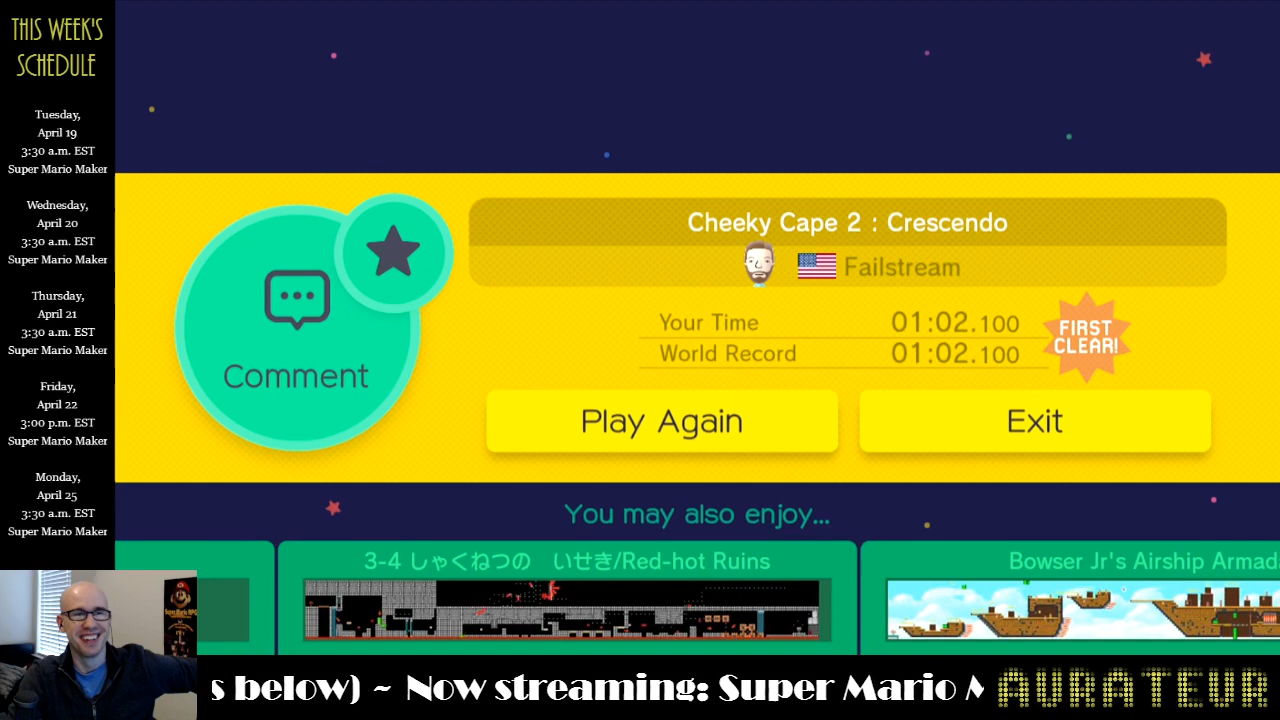 THIS WEEK'S
SCHEDULE
Tuesday,
April 19
3:30 a.m. EST
Super Mario Maker
Wednesday,
April 20
3:30 a.m. EST
Super Mario Maker
Thursday,
April 21
3:30 a.m. EST
Super Mario Maker
Friday,
April 22
3:00 p.m. EST
Super Mario Maker
Monday,
April 25
3:30 a.m. EST
Super Mario Maker
Comment
Cheeky Cape 2 : Crescendo
Failstream
Your Time 01:02.100
World Record 01:02.100
FIRST
CLEAR!
Play Again
Exit
You may also enjoy...
3-4 しゃくねつの　いせき/Red-hot Ruins
Bowser Jr's Airship Armada
Super Mario RPG
s below) ~ Now streaming: Super Mario M
AURATEUR